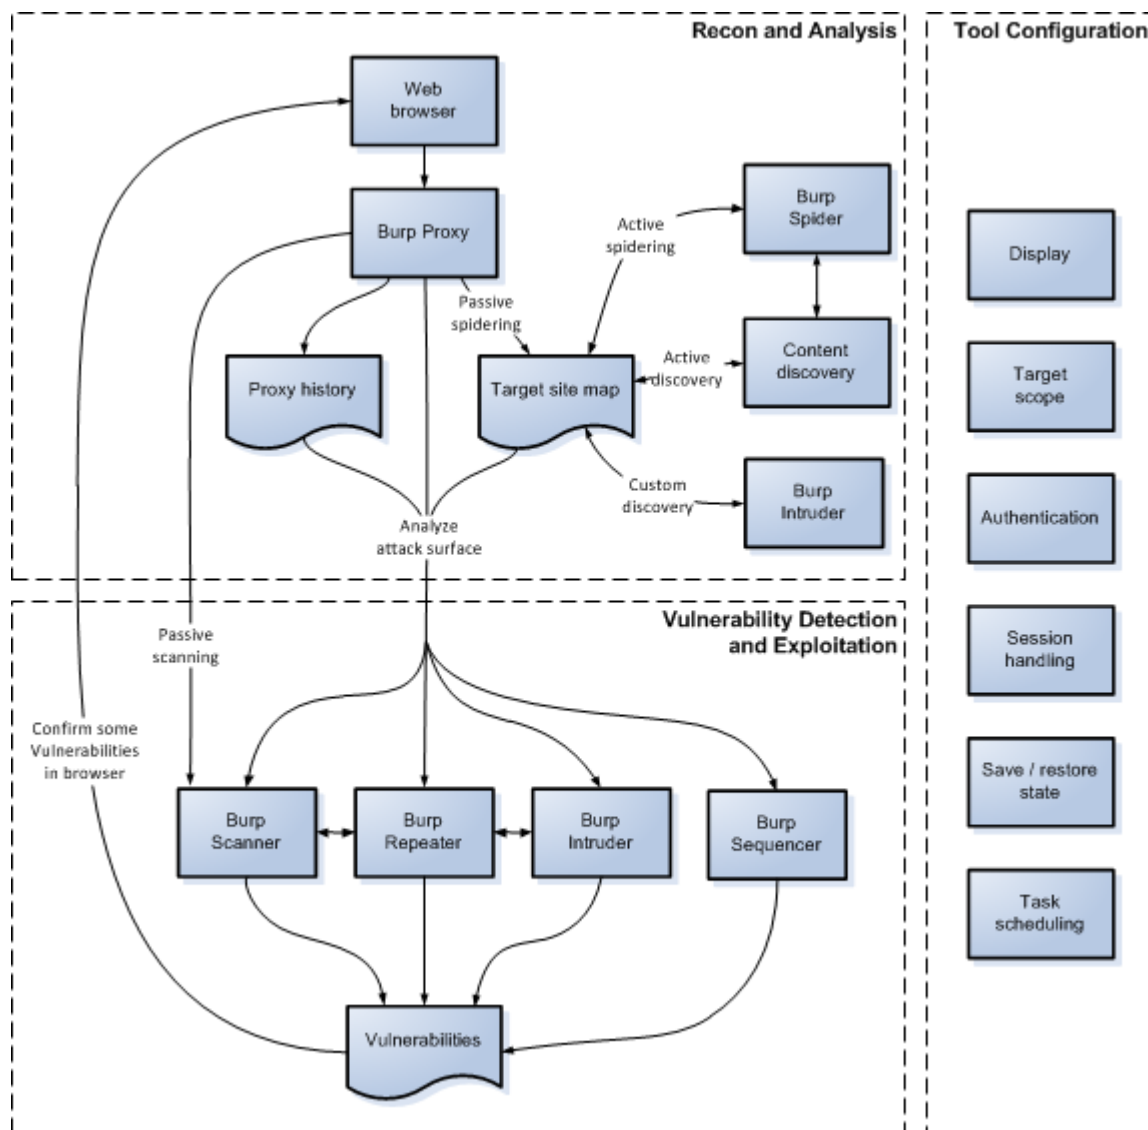 Recon and Analysis
Tool Configuration
Web
browser
Burp Proxy
Burp
Spider
Active
spidering
Display
Passive
spidering
Proxy history
Target site map
Active
discovery
Content
discovery
Target
scope
Custom
discovery
Burp
Intruder
Authentication
Analyze
attack surface
Vulnerability Detection
and Exploitation
Passive
scanning
Session
handling
Confirm some
Vulnerabilities
in browser
Save / restore
state
Burp
Scanner
Burp
Repeater
Burp
Intruder
Burp
Sequencer
Task
scheduling
Vulnerabilities